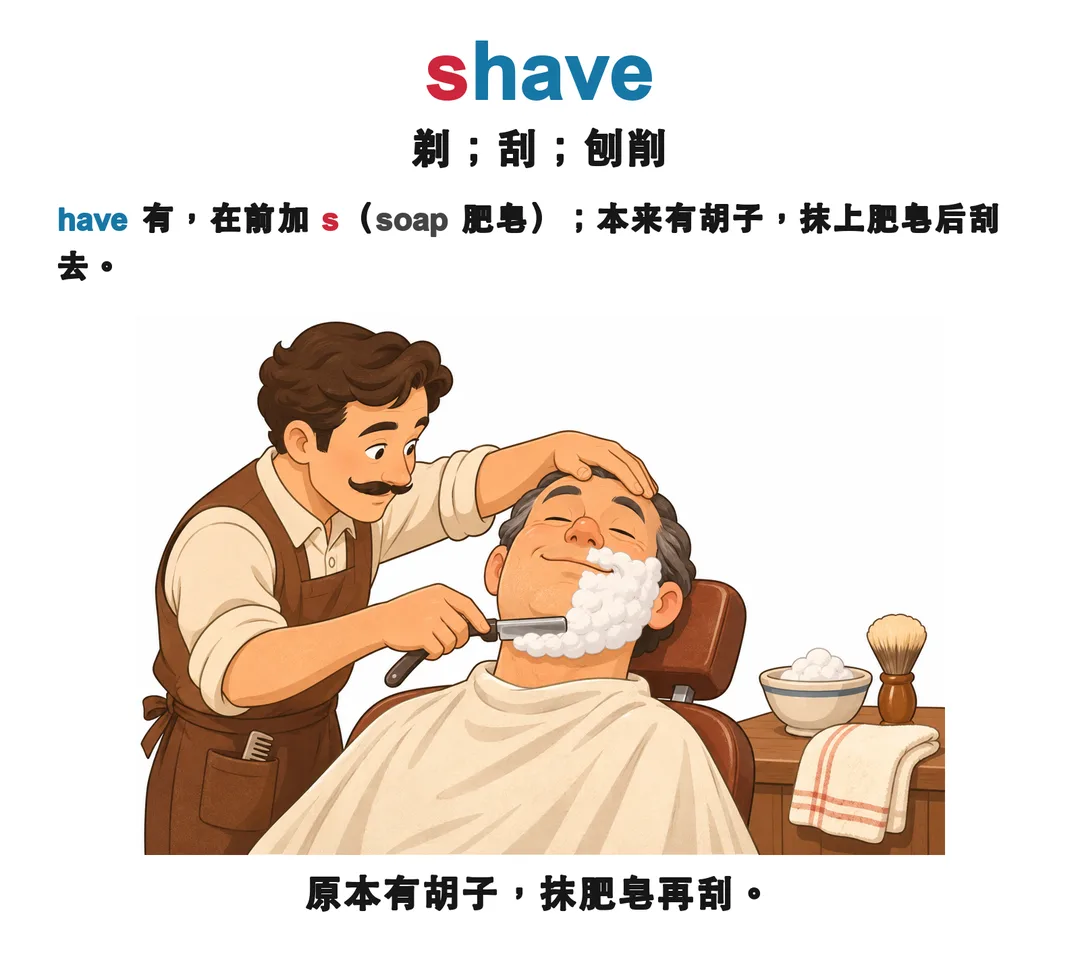 shave
剃；刮；刨削
have 有，在前加 s（soap 肥皂）；本来有胡子，抹上肥皂后刮
去。
原本有胡子，抹肥皂再刮。